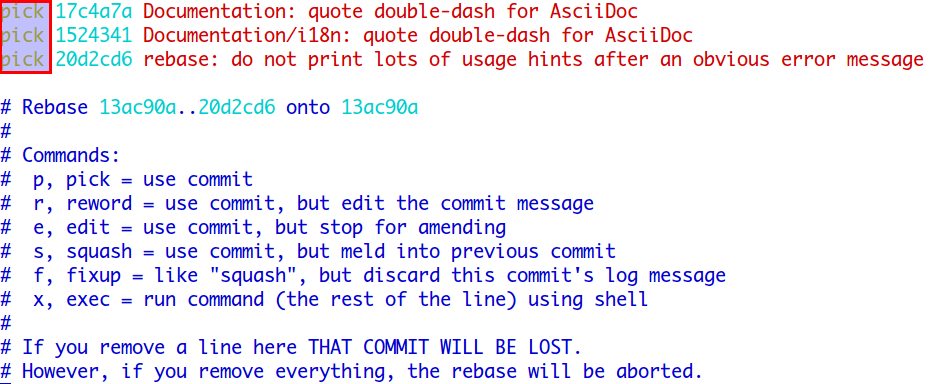 pick 17c4a7a Documentation: quote double-dash for AsciiDoc
pick 1524341 Documentation/i18n: quote double-dash for AsciiDoc
pick 20d2cd6 rebase: do not print lots of usage hints after an obvious error message
# Rebase 13ac90a..20d2cd6 onto 13ac90a
#
# Commands:
#  p, pick = use commit
#  r, reword = use commit, but edit the commit message
#  e, edit = use commit, but stop for amending
#  s, squash = use commit, but meld into previous commit
#  f, fixup = like "squash", but discard this commit's log message
#  x, exec = run command (the rest of the line) using shell
#
# If you remove a line here THAT COMMIT WILL BE LOST.
# However, if you remove everything, the rebase will be aborted.